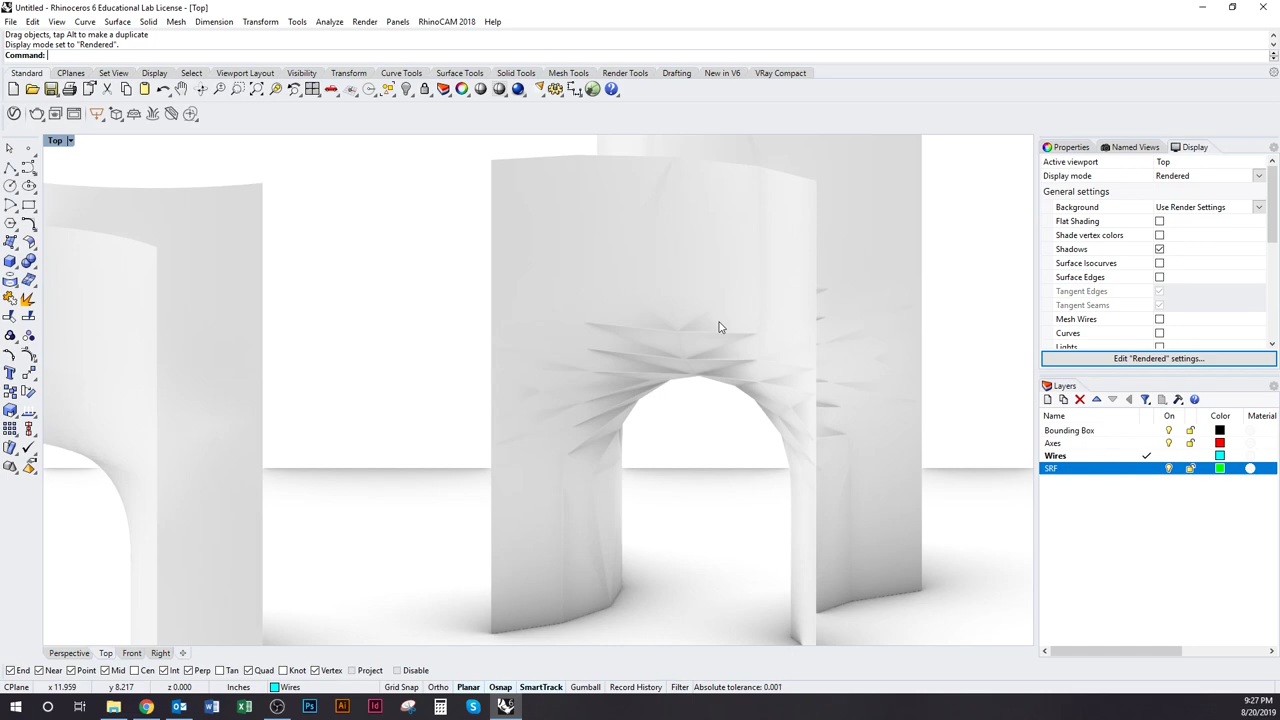 Untitled - Rhinoceros 6 Educational Lab License - [Top]
File Edit View Curve Surface Solid Mesh Dimension Transform Tools Analyze Render Panels RhinoCAM 2018 Help
Drag objects, tap Alt to make a duplicate
Display mode set to "Rendered".
Command:
Standard CPlanes Set View Display Select Viewport Layout Visibility Transform Curve Tools Surface Tools Solid Tools Mesh Tools Render Tools Drafting New in V6 VRay Compact
Top
Properties Named Views Display
Active viewport Top
Display mode Rendered
General settings
Background Use Render Settings
Flat Shading
Shade vertex colors
Shadows
Surface Isocurves
Surface Edges
Tangent Edges
Tangent Seams
Mesh Wires
Curves
Lights
Edit "Rendered" settings...
Layers
Name On Color Material
Bounding Box
Axes
Wires
SRF
Perspective Top Front Right
End Near Point Mid Cen Int Perp Tan Quad Knot Vertex Project Disable
CPlane x 11.959 y 8.217 z 0.000 Inches Wires Grid Snap Ortho Planar Osnap SmartTrack Gumball Record History Filter Absolute tolerance: 0.001
Ps Ai Id
9:27 PM
8/20/2019